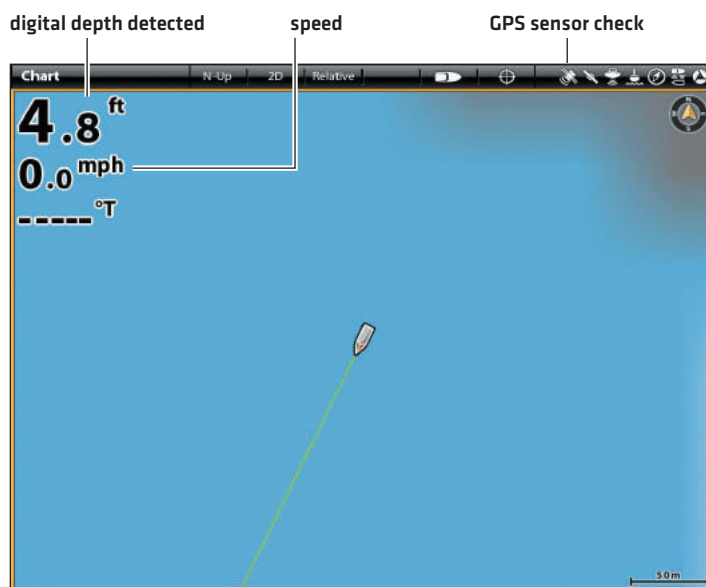 digital depth detected speed GPS sensor check
Chart N-Up 2D Relative
4.8 ft
0.0 mph
----- °T
50m